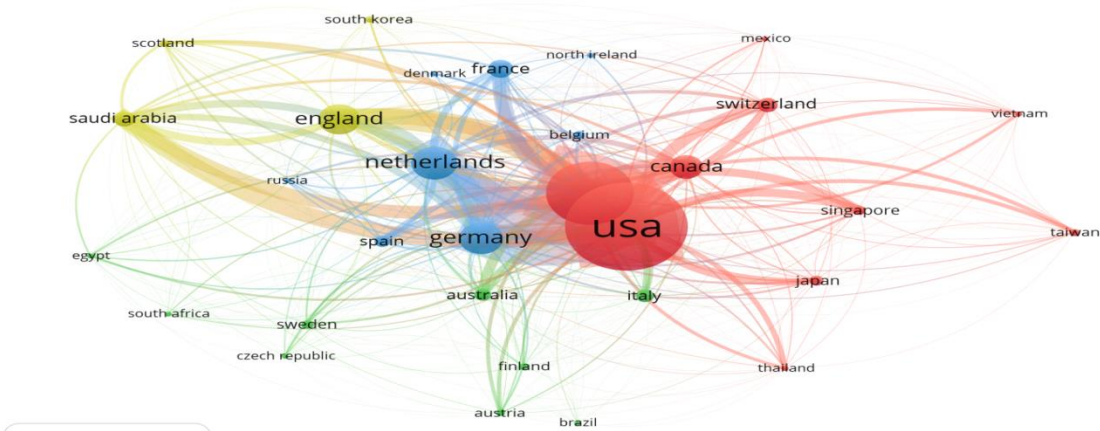 south korea
scotland
mexico
north ireland
france
denmark
switzerland
saudi arabia
england
vietnam
belgium
netherlands
canada
russia
singapore
usa
taiwan
spain
germany
egypt
japan
australia
italy
south africa
sweden
czech republic
finland
thailand
austria
brazil